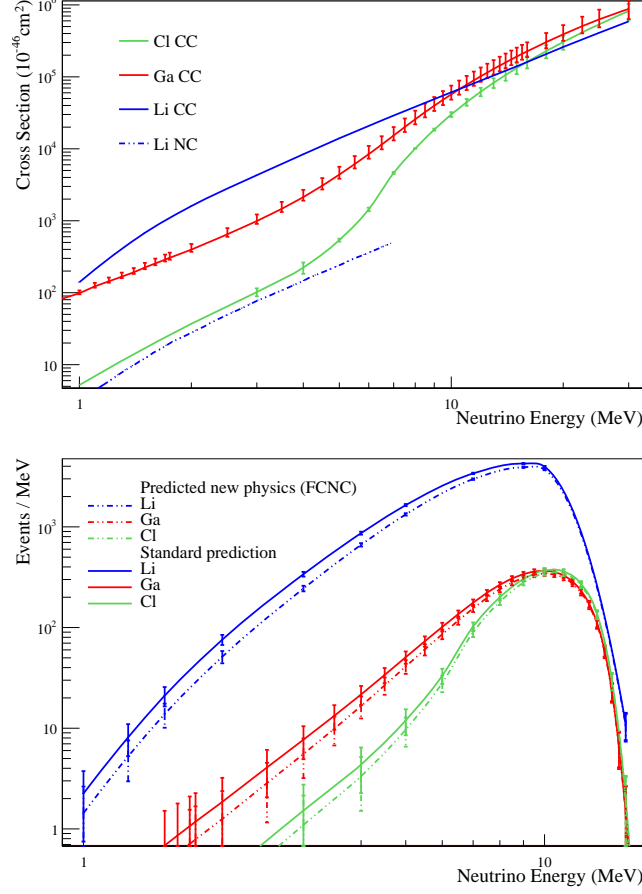 Cross Section (10⁻⁴⁶cm²)
10⁶
10⁵
10⁴
10³
10²
10
Cl CC
Ga CC
Li CC
Li NC
1
10
Neutrino Energy (MeV)
Events / MeV
10³
10²
10
1
Predicted new physics (FCNC)
Li
Ga
Cl
Standard prediction
Li
Ga
Cl
1
10
Neutrino Energy (MeV)